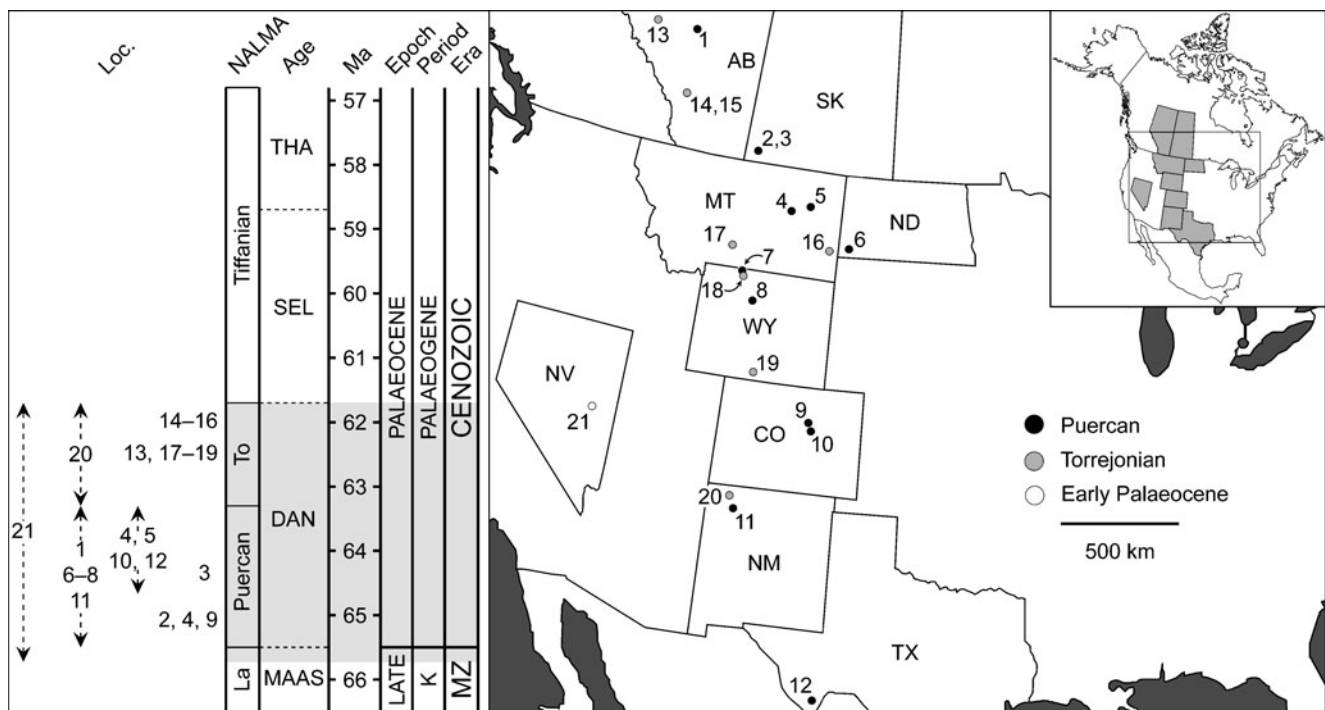 Loc.
NALMA
Age
Ma
Epoch
Period
Era
Tiffanian
To
Puercan
La
THA
SEL
DAN
MAAS
57
58
59
60
61
62
63
64
65
66
PALAEOCENE
LATE
PALAEOGENE
K
CENOZOIC
MZ
14–16
20
13, 17–19
21
4, 5
1
10, 12
6–8
3
11
2, 4, 9
13
1
AB
14,15
SK
2,3
MT
4
5
ND
17
16
6
7
18
8
WY
19
NV
21
9
CO
10
20
11
NM
TX
12
Puercan
Torrejonian
Early Palaeocene
500 km